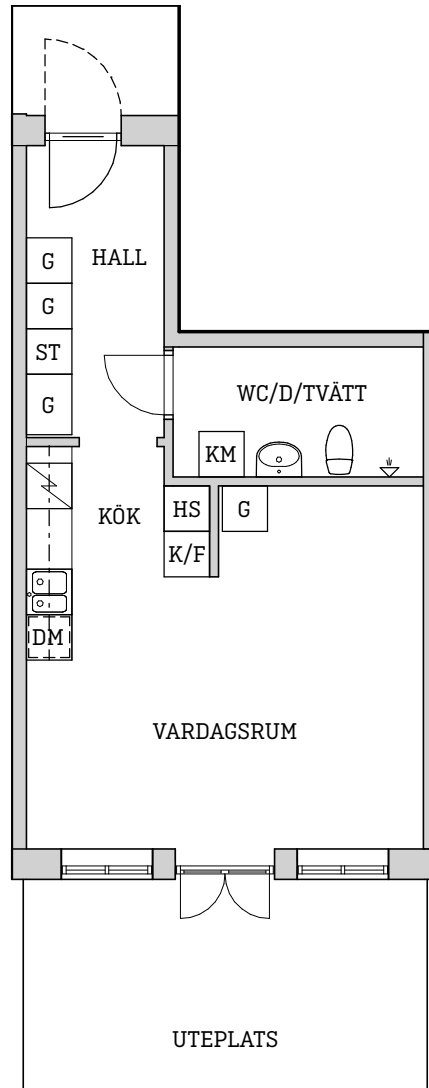 G
HALL
G
ST
G
WC/D/TVÄTT
KM
KÖK
HS
G
K/F
DM
VARDAGSRUM
UTEPLATS